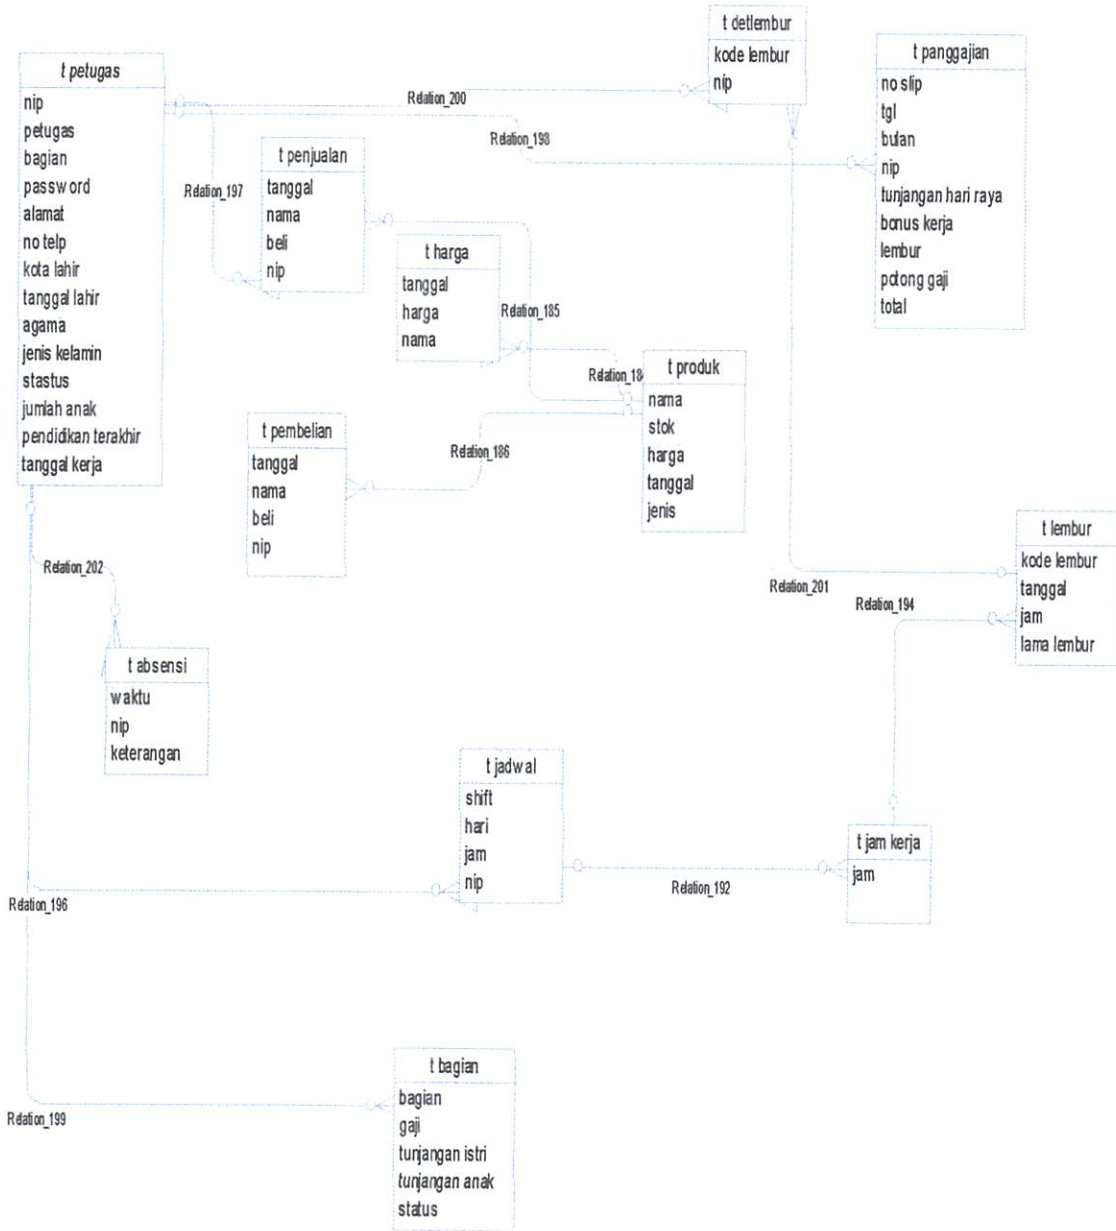 t detlembur
kode lembur
nip
t panggajian
no slip
tgl
bulan
nip
tunjangan hari raya
bonus kerja
lembur
potong gaji
total
t petugas
nip
petugas
bagian
password
alamat
no telp
kota lahir
tanggal lahir
agama
jenis kelamin
stastus
jumlah anak
pendidikan terakhir
tanggal kerja
Relation_200
Relation_198
t penjualan
tanggal
nama
beli
nip
Relation_197
t harga
tanggal
harga
nama
Relation_185
Relation_18
t produk
nama
stok
harga
tanggal
jenis
t pembelian
tanggal
nama
beli
nip
Relation_186
t lembur
kode lembur
tanggal
jam
lama lembur
Relation_201
Relation_194
Relation_202
t absensi
waktu
nip
keterangan
t jadwal
shift
hari
jam
nip
t jam kerja
jam
Relation_192
Relation_196
t bagian
bagian
gaji
tunjangan istri
tunjangan anak
status
Relation_199